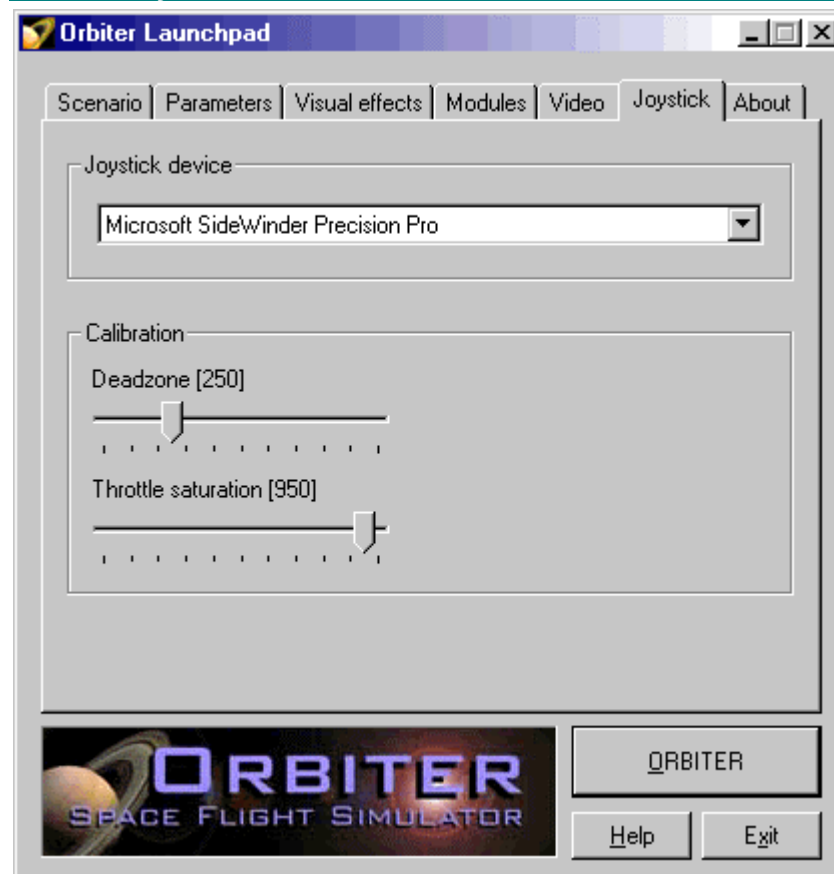 Orbiter Launchpad
Scenario Parameters Visual effects Modules Video Joystick About
Joystick device
Microsoft SideWinder Precision Pro
Calibration
Deadzone [250]
Throttle saturation [950]
ORBITER
SPACE FLIGHT SIMULATOR
ORBITER
Help Exit